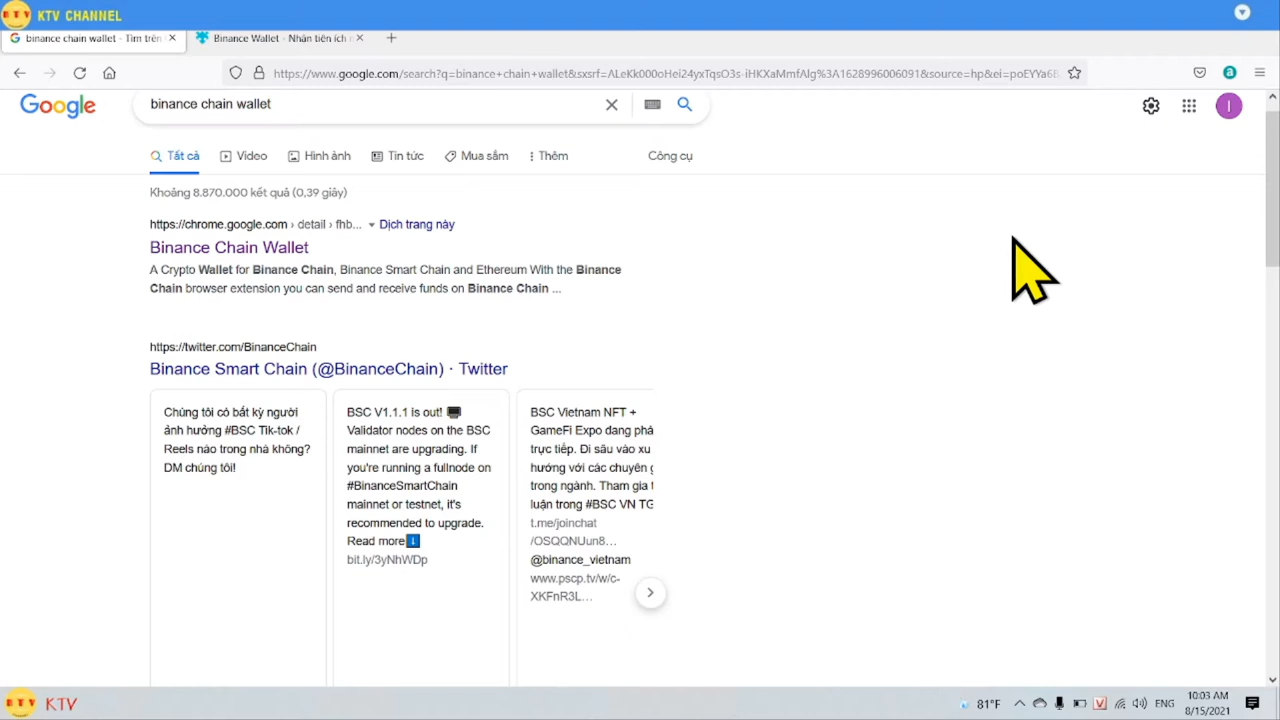 KTV CHANNEL
binance chain wallet - Tìm trên
Binance Wallet - Nhận tiện ích
https://www.google.com/search?q=binance+chain+wallet&sxsrf=ALeKk000oHei24yxTqsO3s-iHKXaMmfAlg%3A1628996006091&source=hp&ei=poEYYa6
Google
binance chain wallet
Tất cả
Video
Hình ảnh
Tin tức
Mua sắm
Thêm
Công cụ
Khoảng 8.870.000 kết quả (0,39 giây)
https://chrome.google.com › detail › fhb... Dịch trang này
Binance Chain Wallet
A Crypto Wallet for Binance Chain, Binance Smart Chain and Ethereum With the Binance
Chain browser extension you can send and receive funds on Binance Chain ...
https://twitter.com/BinanceChain
Binance Smart Chain (@BinanceChain) · Twitter
Chúng tôi có bất kỳ người
ảnh hưởng #BSC Tik-tok /
Reels nào trong nhà không?
DM chúng tôi!
BSC V1.1.1 is out!
Validator nodes on the BSC
mainnet are upgrading. If
you're running a fullnode on
#BinanceSmartChain
mainnet or testnet, it's
recommended to upgrade.
Read more
bit.ly/3yNhWDp
BSC Vietnam NFT +
GameFi Expo đang phá
trực tiếp. Di sâu vào xu
hướng với các chuyên g
trong ngành. Tham gia t
luận trong #BSC VN TG
t.me/joinchat
/OSQQNUun8...
@binance_vietnam
www.pscp.tv/w/c-
XKFnR3L...
KTV
KTV
81°F
ENG
10:03 AM
8/15/2021